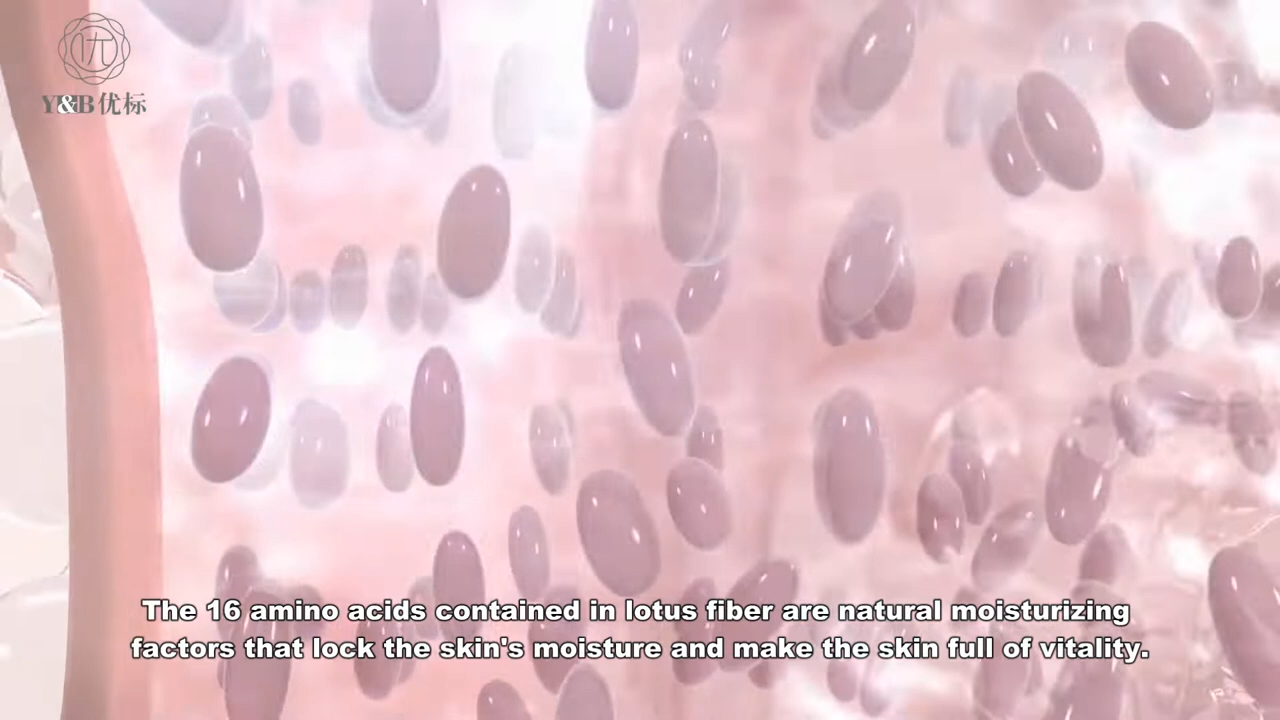 优
Y&B 优标
The 16 amino acids contained in lotus fiber are natural moisturizing
factors that lock the skin's moisture and make the skin full of vitality.